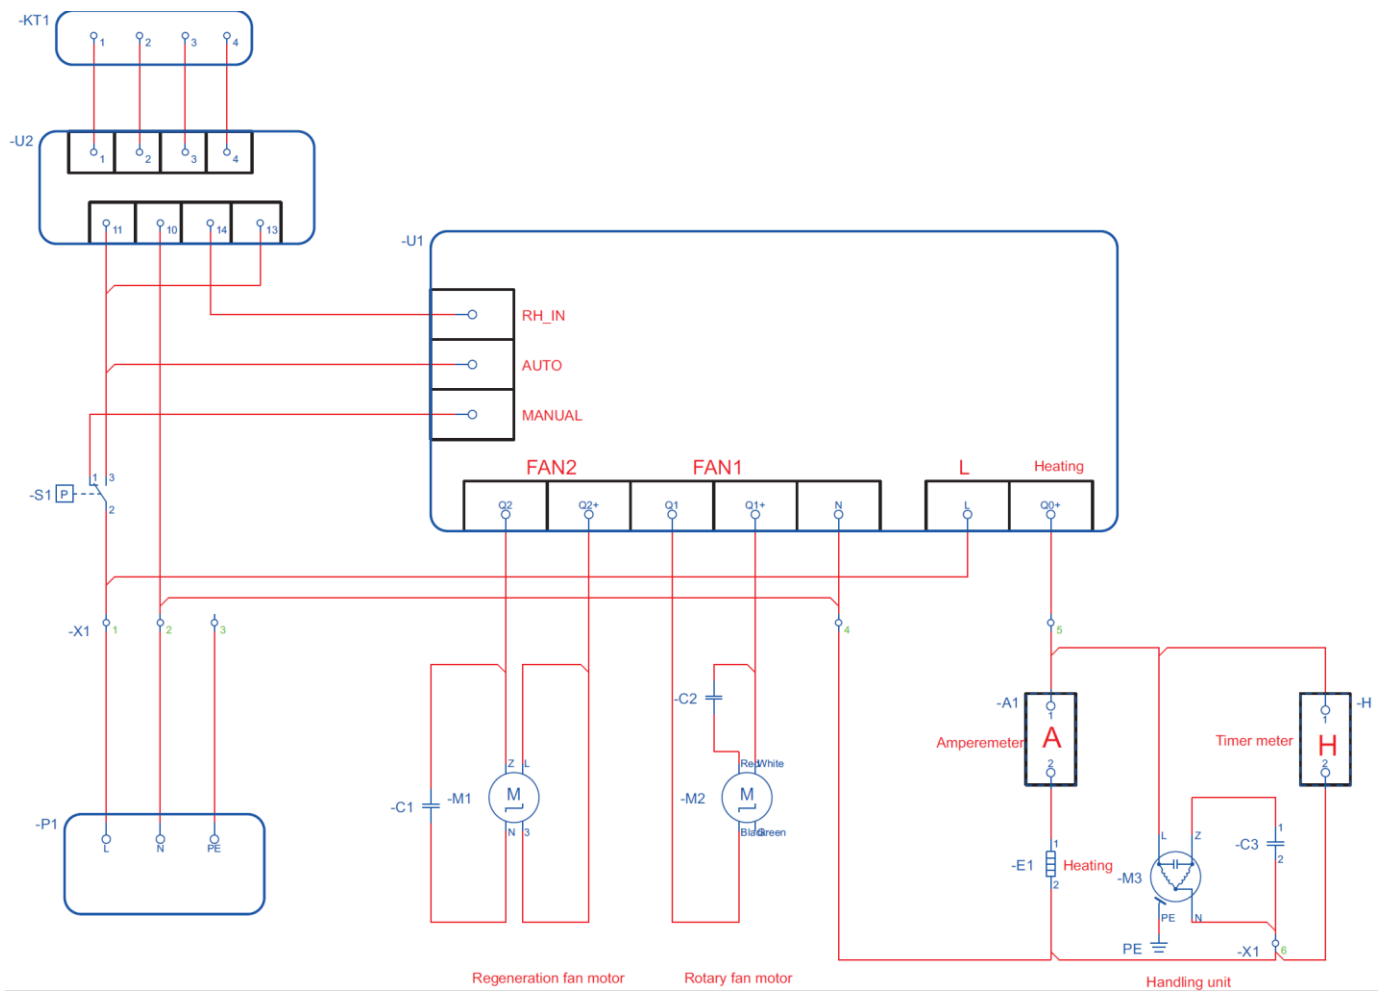 -KT1
1 2 3 4
-U2
1 2 3 4
11 10 14 13
-U1
RH_IN
AUTO
MANUAL
FAN2 FAN1 L Heating
Q2 Q2+ Q1 Q1+ N L Q0+
1 3
-S1 P
2
-X1 1 2 3 4 5
-C2
-A1 1 -H 1
Amperemeter A Timer meter H
2 2
Z L Red White
-C1 -M1 M -M2 M
N 3 Black Green
-P1
L N PE
1
L Z -C3
-E1 1 Heating 2
2 -M3
PE N
PE -X1 6
Regeneration fan motor Rotary fan motor Handling unit